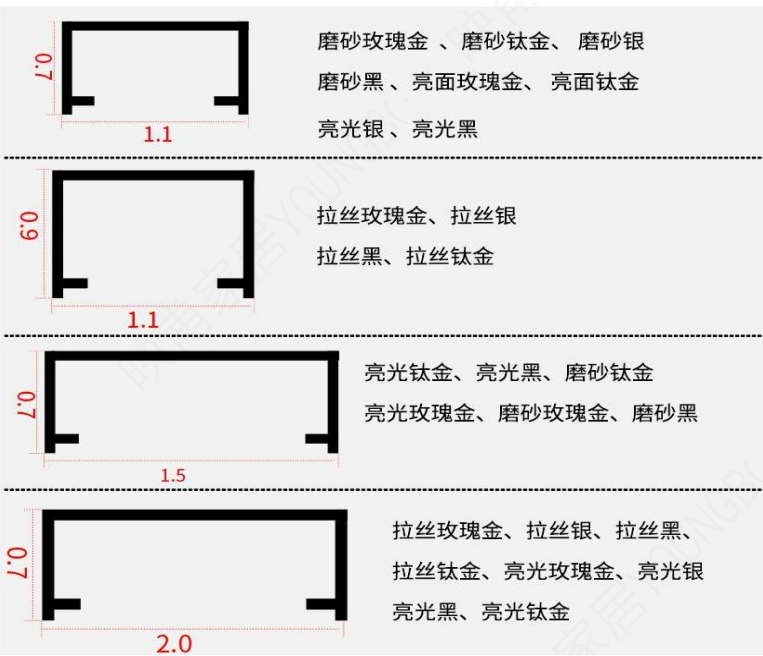 磨砂玫瑰金 、磨砂钛金、 磨砂银
0.7
磨砂黑 、亮面玫瑰金、 亮面钛金
1.1
亮光银 、亮光黑
0.9
拉丝玫瑰金、拉丝银
拉丝黑、拉丝钛金
1.1
0.7
亮光钛金、亮光黑、磨砂钛金
亮光玫瑰金、磨砂玫瑰金、磨砂黑
1.5
0.7
拉丝玫瑰金、拉丝银、拉丝黑、
拉丝钛金、亮光玫瑰金、亮光银
亮光黑、亮光钛金
2.0